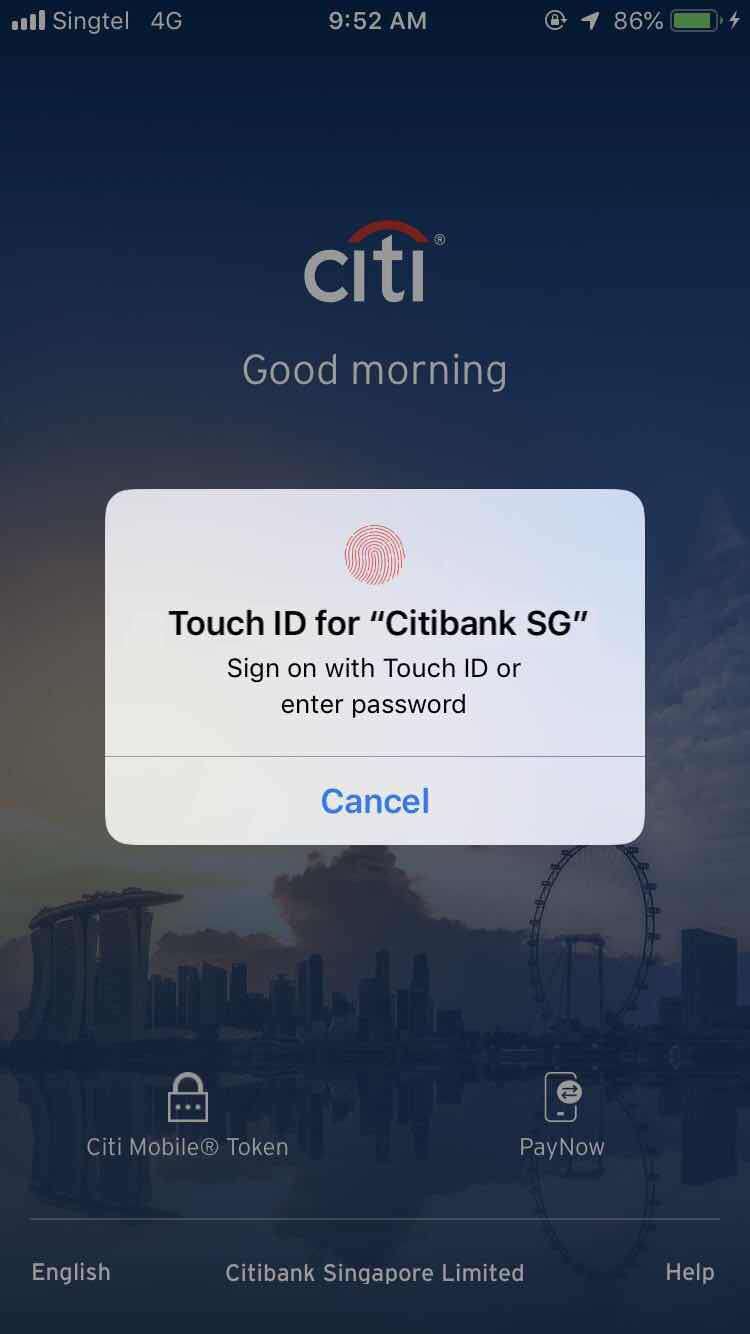 Singtel 4G 9:52 AM 86%
citi®
Good morning
Touch ID for “Citibank SG”
Sign on with Touch ID or
enter password
Cancel
Citi Mobile® Token PayNow
English Citibank Singapore Limited Help